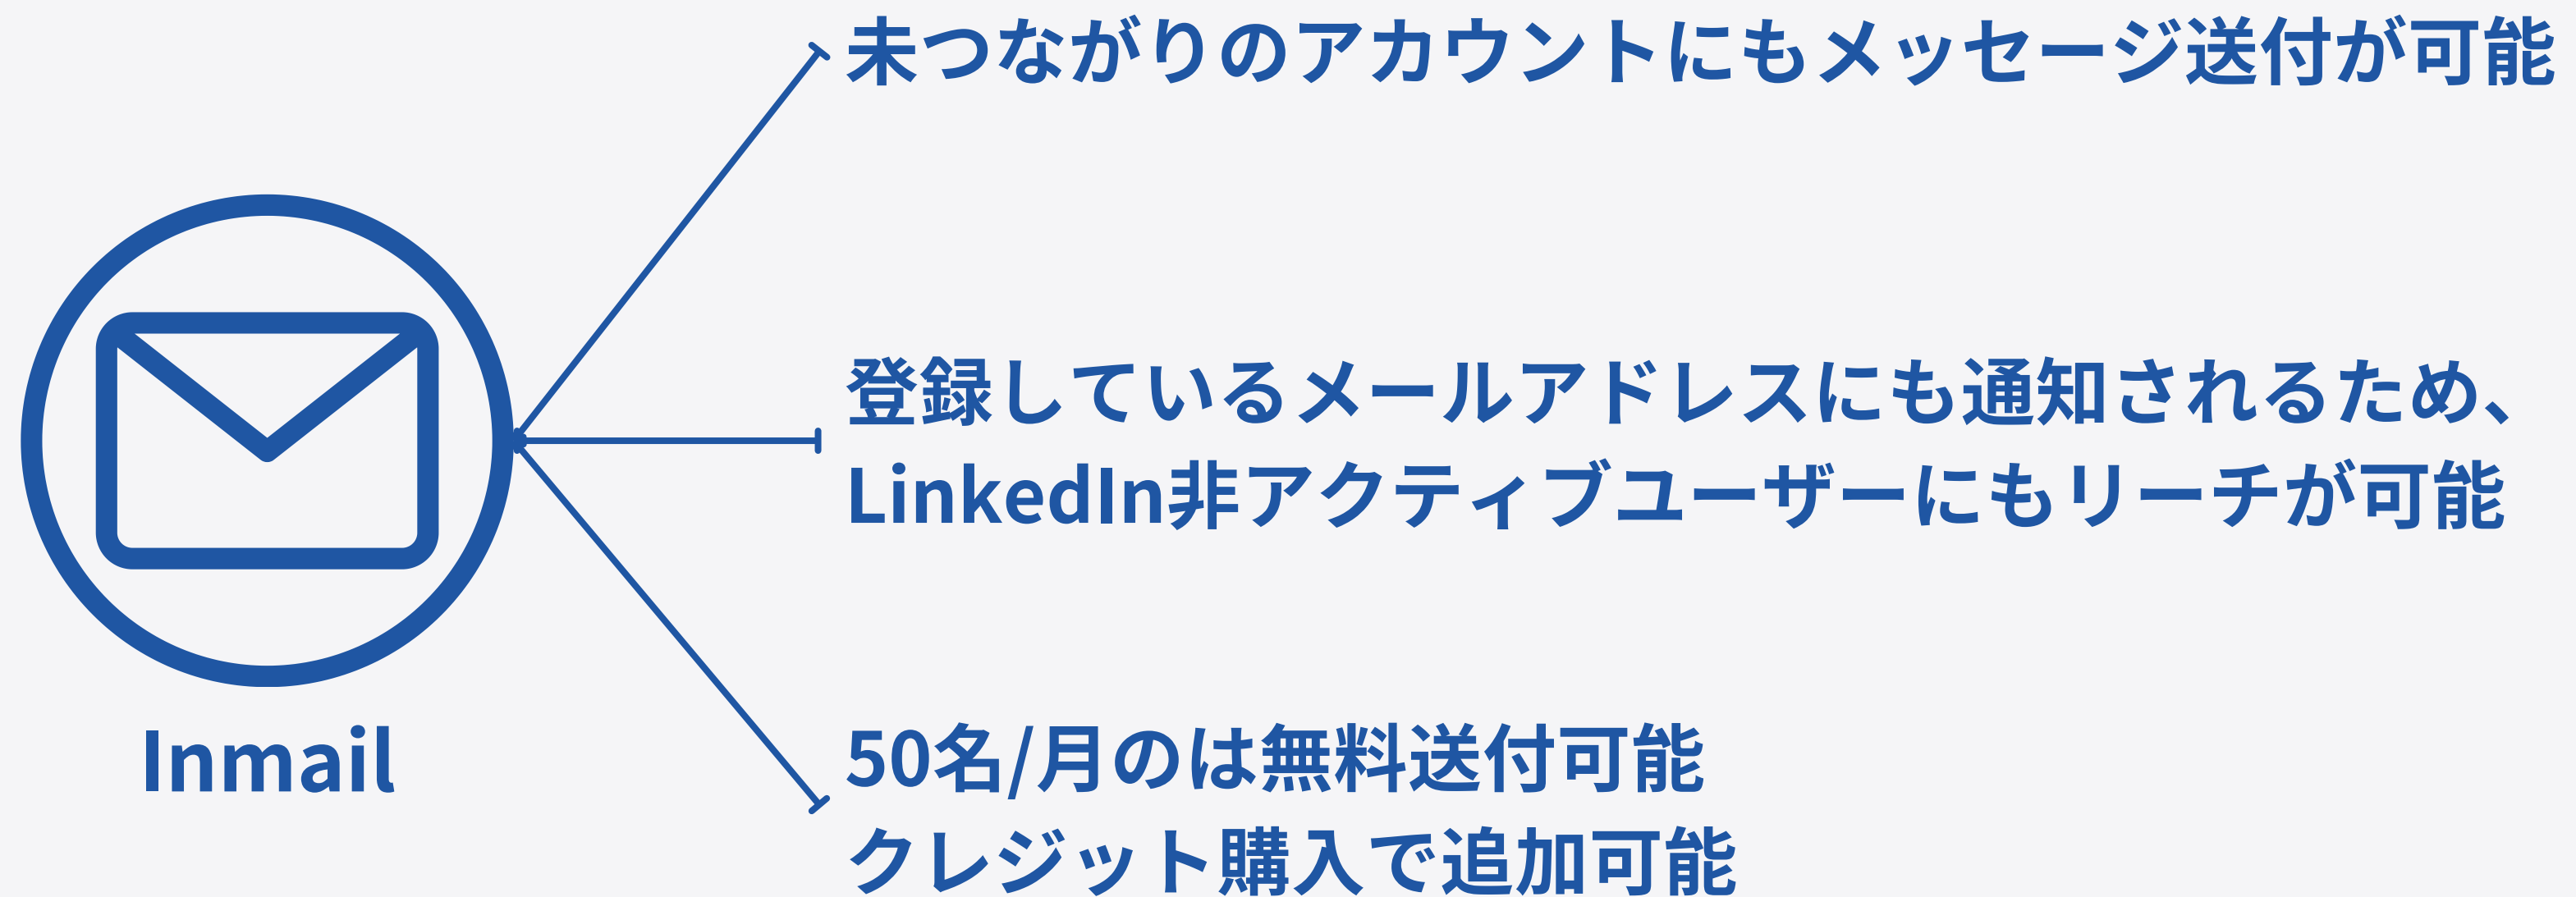 未つながりのアカウントにもメッセージ送付が可能
登録しているメールアドレスにも通知されるため、
LinkedIn非アクティブユーザーにもリーチが可能
Inmail
50名/月のは無料送付可能
クレジット購入で追加可能